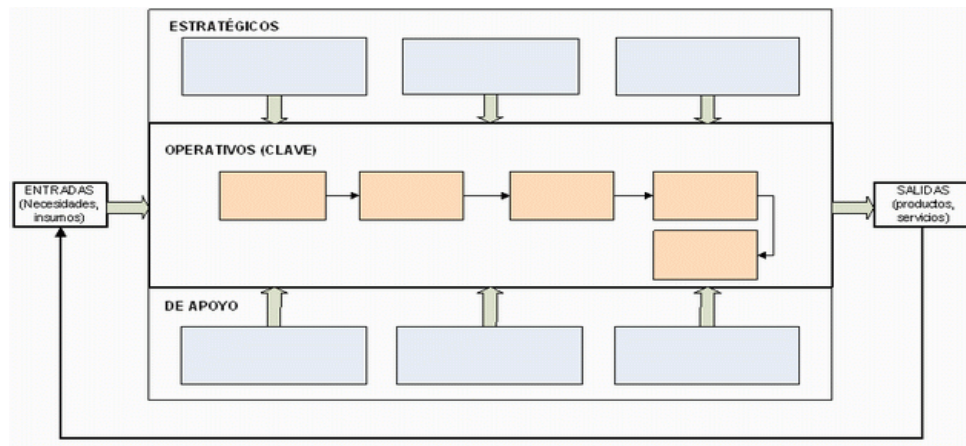 ESTRATÉGICOS
OPERATIVOS (CLAVE)
ENTRADAS
(Necesidades,
insumos)
SALIDAS
(productos,
servicios)
DE APOYO